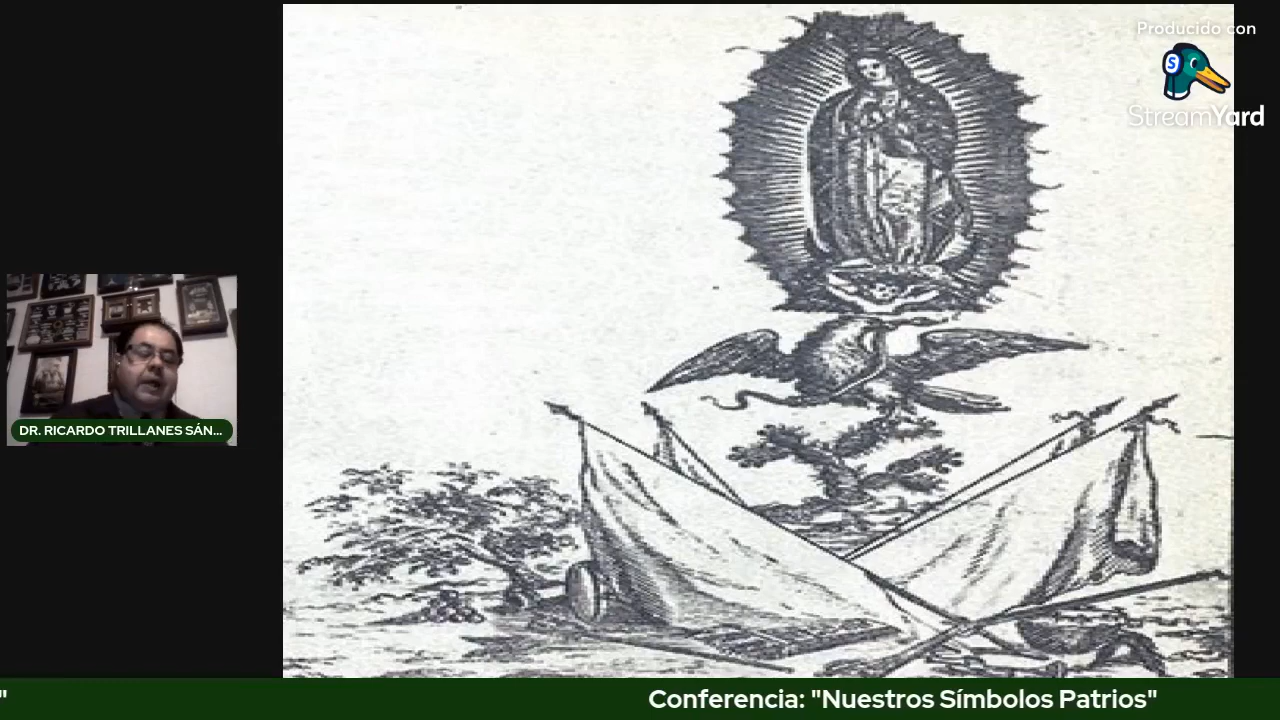 Producido con
StreamYard
DR. RICARDO TRILLANES SÁN...
" Conferencia: "Nuestros Símbolos Patrios"